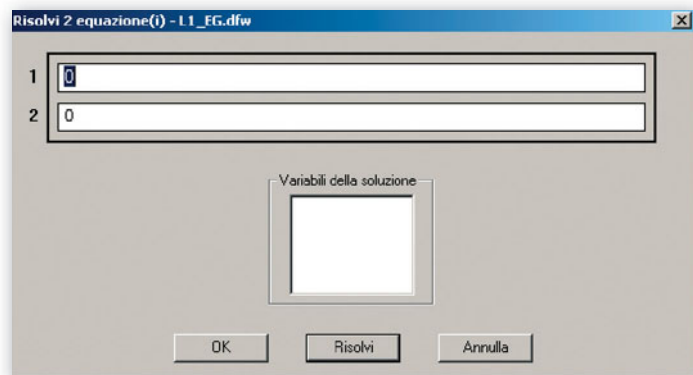 Risolvi 2 equazione(i) - L1_EG.dfw
1 0
2 0
Variabili della soluzione
OK Risolvi Annulla